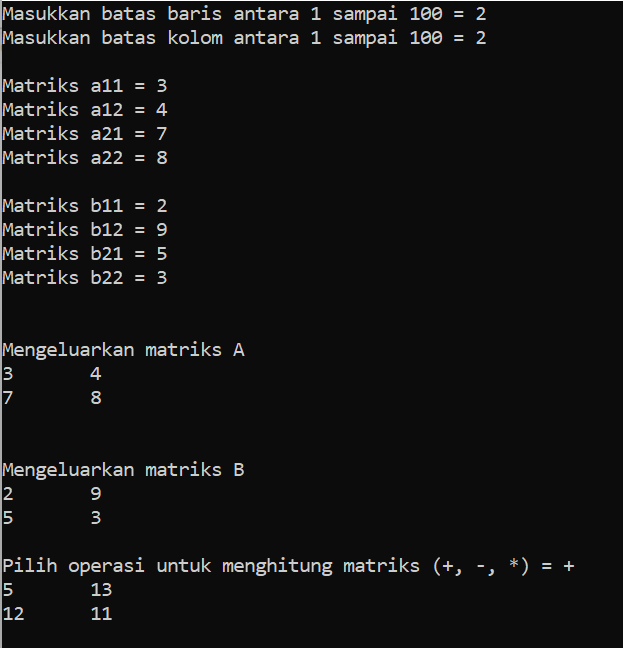 Masukkan batas baris antara 1 sampai 100 = 2
Masukkan batas kolom antara 1 sampai 100 = 2
Matriks a11 = 3
Matriks a12 = 4
Matriks a21 = 7
Matriks a22 = 8
Matriks b11 = 2
Matriks b12 = 9
Matriks b21 = 5
Matriks b22 = 3
Mengeluarkan matriks A
3 4
7 8
Mengeluarkan matriks B
2 9
5 3
Pilih operasi untuk menghitung matriks (+, -, *) = +
5 13
12 11